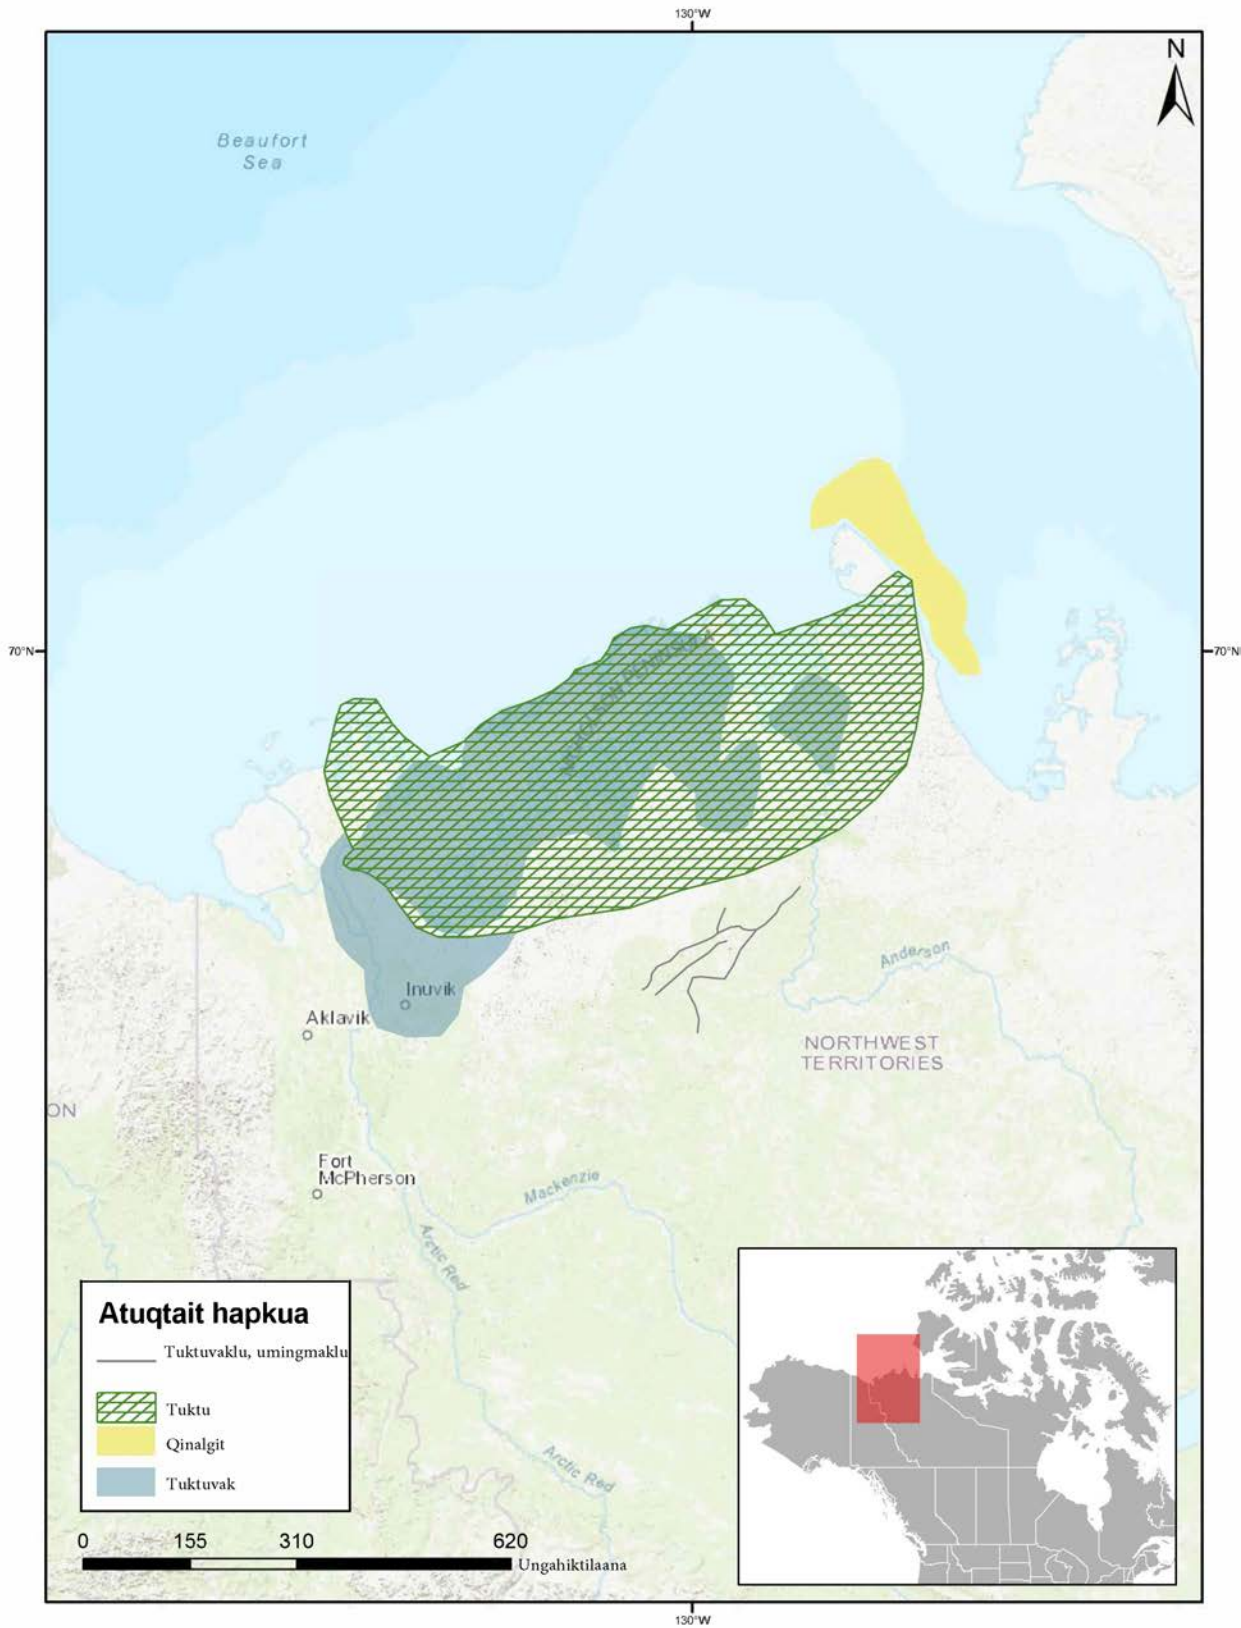 130°W
N
Beaufort
Sea
70°N
70°N
Inuvik
Aklavik
Anderson
NORTHWEST
TERRITORIES
ON
Fort
McPherson
Mackenzie
Arctic Red
Arctic Red
Atuqtait hapkua
Tuktuvaklu, umingmaklu
Tuktu
Qinalgit
Tuktuvak
0 155 310 620
Ungahiktilaana
130°W